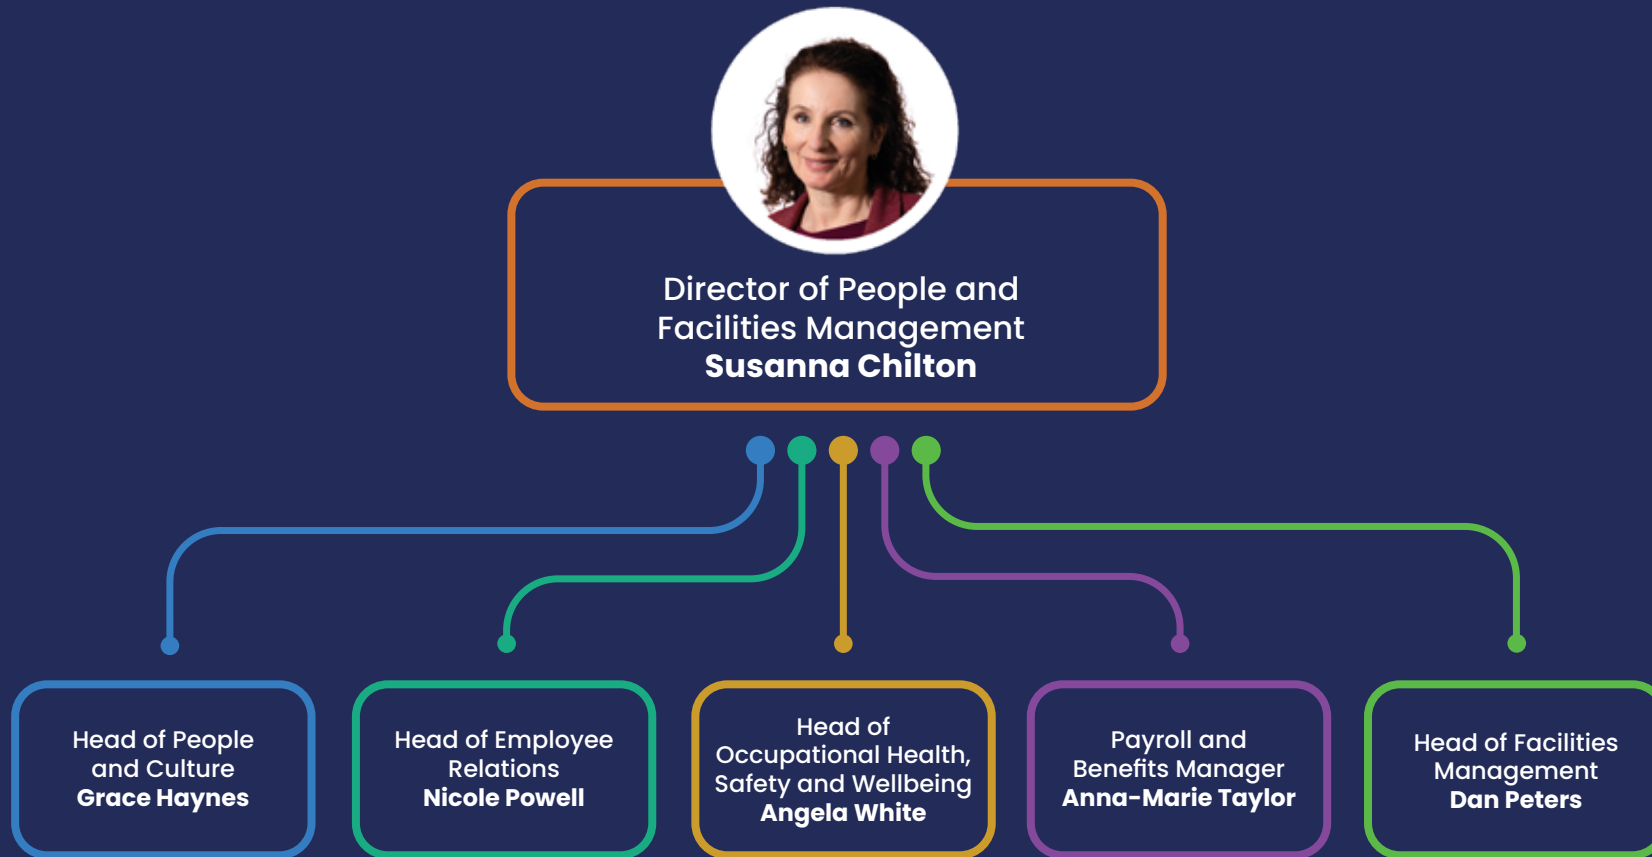 Director of People and
Facilities Management
Susanna Chilton
Head of People
and Culture
Grace Haynes
Head of Employee
Relations
Nicole Powell
Head of
Occupational Health,
Safety and Wellbeing
Angela White
Payroll and
Benefits Manager
Anna-Marie Taylor
Head of Facilities
Management
Dan Peters